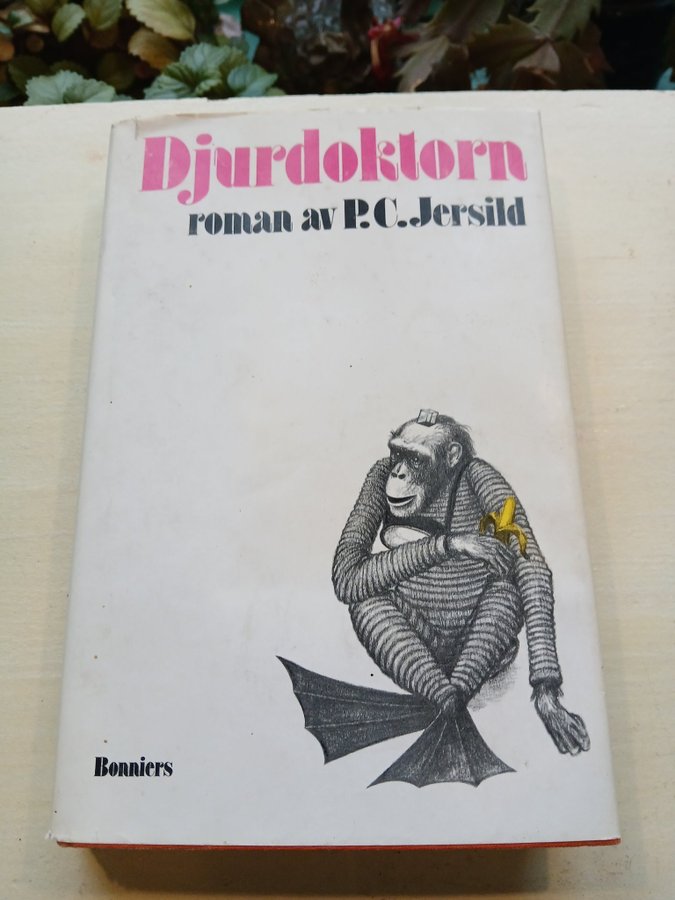 Djurdoktorn
roman av P.C. Jersild
Bonniers